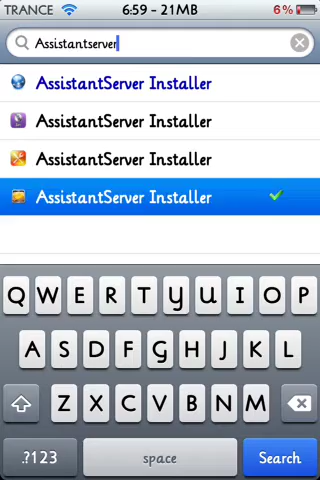 TRANCE 6:59 - 21MB 6%
Assistantserver
AssistantServer Installer
AssistantServer Installer
AssistantServer Installer
AssistantServer Installer
Q W E R T Y U I O P
A S D F G H J K L
Z X C V B N M
.?123 space Search